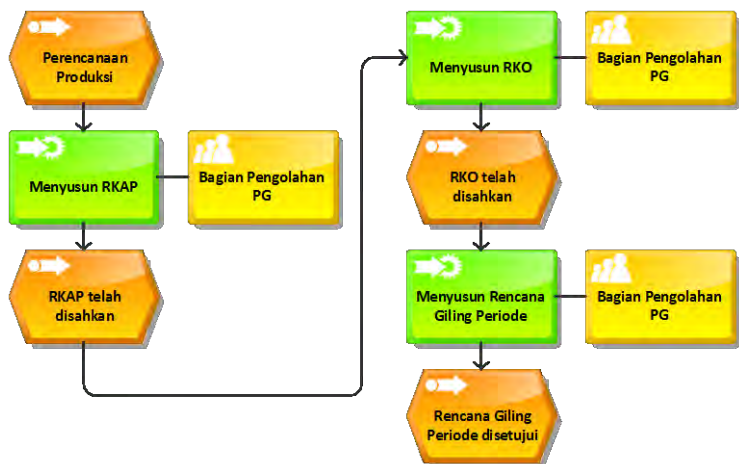 Perencanaan
Produksi
Menyusun RKAP
Bagian Pengolahan
PG
RKAP telah
disahkan
Menyusun RKO
Bagian Pengolahan
PG
RKO telah
disahkan
Menyusun Rencana
Giling Periode
Bagian Pengolahan
PG
Rencana Giling
Periode disetujui